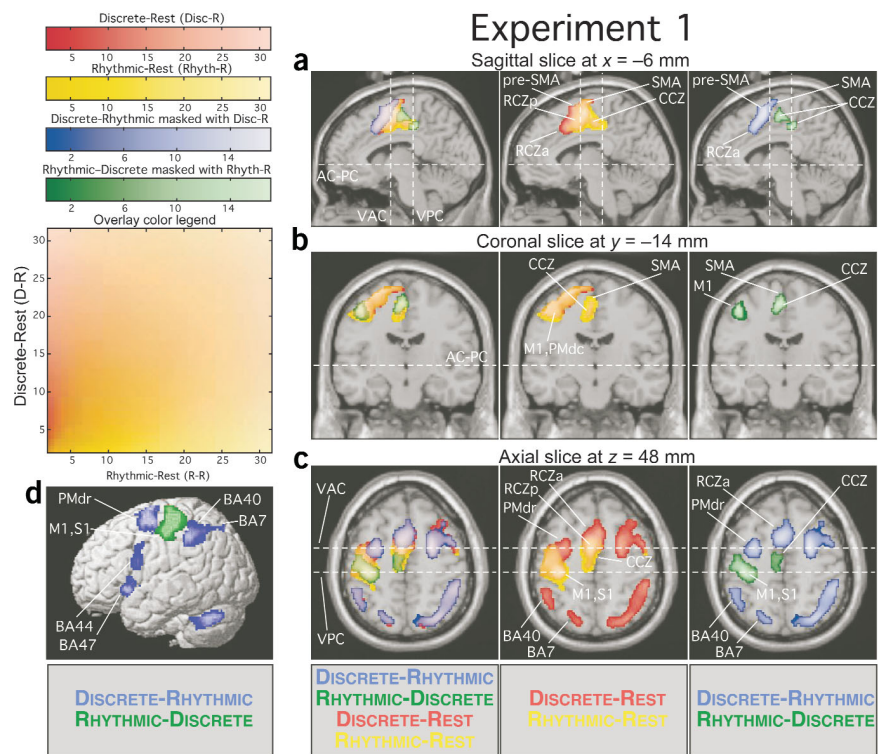 Experiment 1
Discrete-Rest (Disc-R)
5 10 15 20 25 30
Rhythmic-Rest (Rhyth-R)
5 10 15 20 25 30
Discrete-Rhythmic masked with Disc-R
2 6 10 14
Rhythmic–Discrete masked with Rhyth-R
2 6 10 14
Overlay color legend
30
25
20
15
10
5
Discrete-Rest (D-R)
5 10 15 20 25 30
Rhythmic-Rest (R-R)
a
Sagittal slice at x = –6 mm
AC-PC
VAC
VPC
pre-SMA
SMA
RCZp
CCZ
RCZa
pre-SMA
SMA
CCZ
RCZa
b
Coronal slice at y = –14 mm
AC-PC
CCZ
SMA
M1,PMdc
SMA
CCZ
M1
c
Axial slice at z = 48 mm
VAC
VPC
RCZa
RCZp
PMdr
CCZ
M1,S1
BA40
BA7
RCZa
CCZ
PMdr
M1,S1
BA40
BA7
d
PMdr
BA40
M1,S1
BA7
BA44
BA47
DISCRETE-RHYTHMIC
RHYTHMIC-DISCRETE
DISCRETE-RHYTHMIC
RHYTHMIC-DISCRETE
DISCRETE-REST
RHYTHMIC-REST
DISCRETE-REST
RHYTHMIC-REST
DISCRETE-RHYTHMIC
RHYTHMIC-DISCRETE